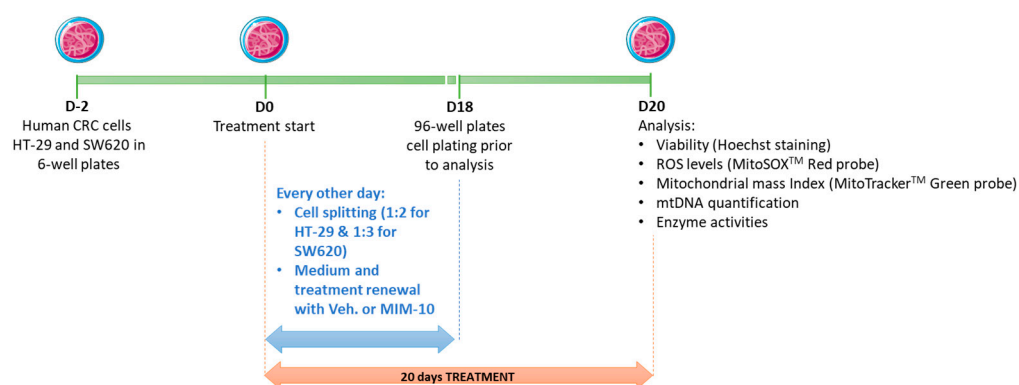 D-2
Human CRC cells
HT-29 and SW620 in
6-well plates
D0
Treatment start
D18
96-well plates
cell plating prior
to analysis
D20
Analysis:
• Viability (Hoechst staining)
• ROS levels (MitoSOX™ Red probe)
• Mitochondrial mass Index (MitoTracker™ Green probe)
• mtDNA quantification
• Enzyme activities
Every other day:
• Cell splitting (1:2 for
HT-29 & 1:3 for
SW620)
• Medium and
treatment renewal
with Veh. or MIM-10
20 days TREATMENT